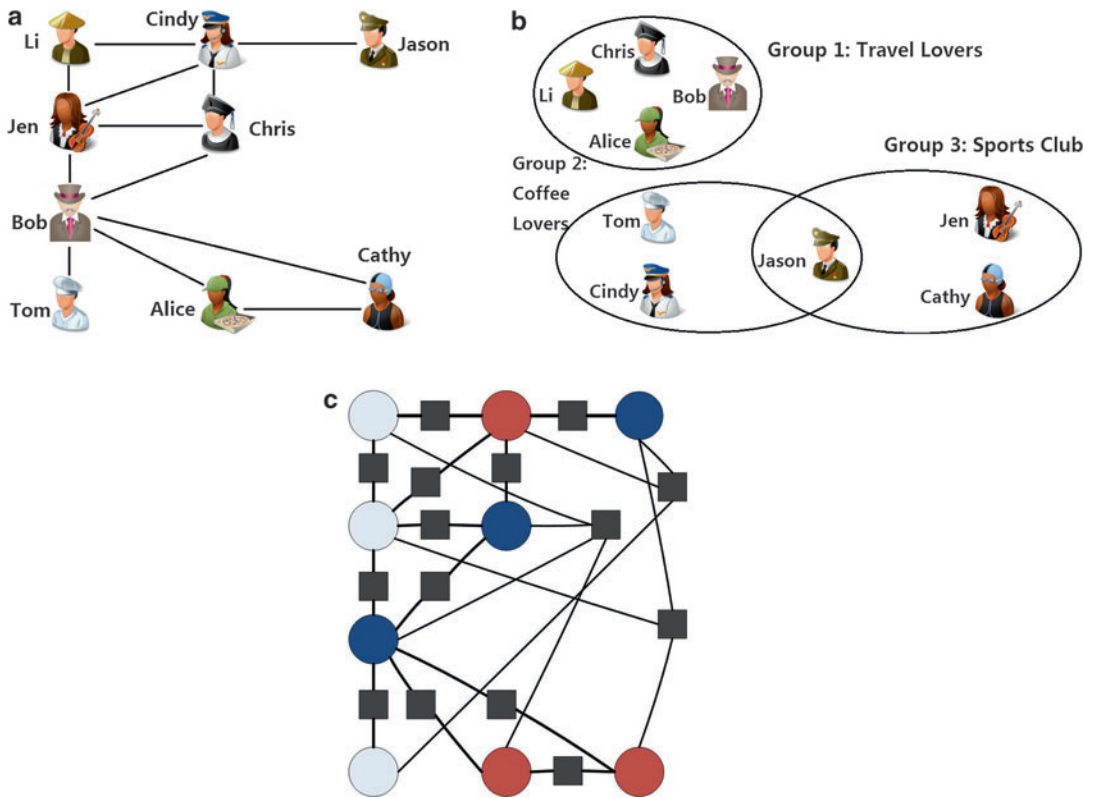 a
Cindy
Li
Jason
Jen
Chris
Bob
Cathy
Tom
Alice
b
Chris
Group 1: Travel Lovers
Li
Bob
Alice
Group 2:
Coffee
Lovers
Group 3: Sports Club
Tom
Jen
Jason
Cindy
Cathy
c